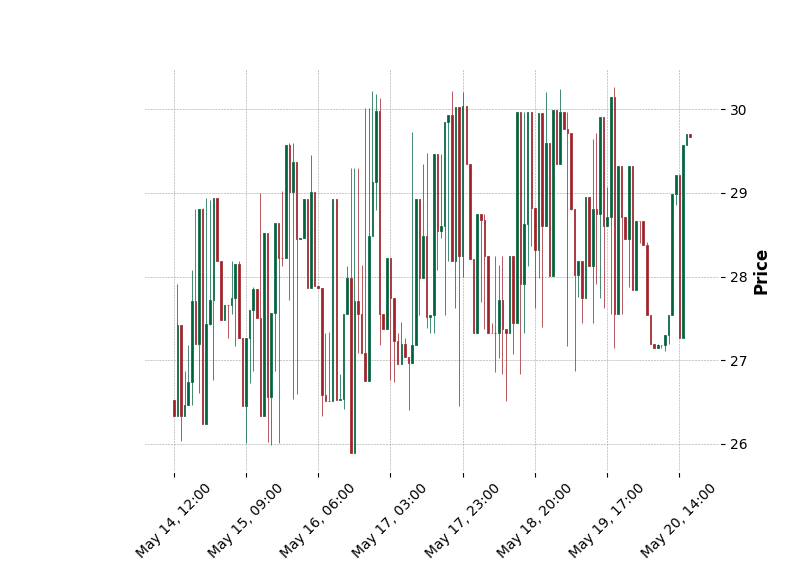 30
29
28
27
26
Price
May 14, 12:00
May 15, 09:00
May 16, 06:00
May 17, 03:00
May 17, 23:00
May 18, 20:00
May 19, 17:00
May 20, 14:00